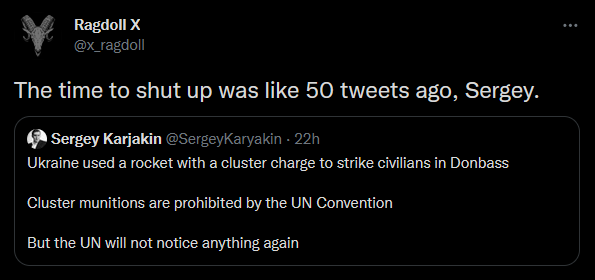 Ragdoll X
@x_ragdoll
The time to shut up was like 50 tweets ago, Sergey.
Sergey Karjakin @SergeyKaryakin · 22h
Ukraine used a rocket with a cluster charge to strike civilians in Donbass
Cluster munitions are prohibited by the UN Convention
But the UN will not notice anything again